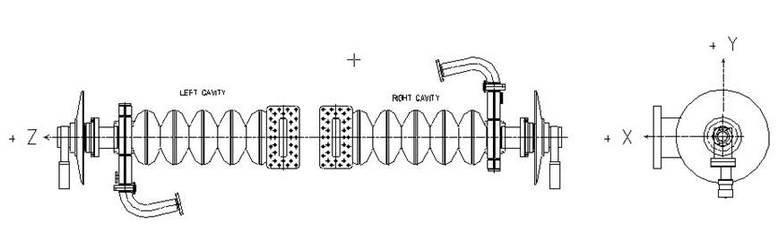 + Y
LEFT CAVITY
RIGHT CAVITY
+ Z
+ X